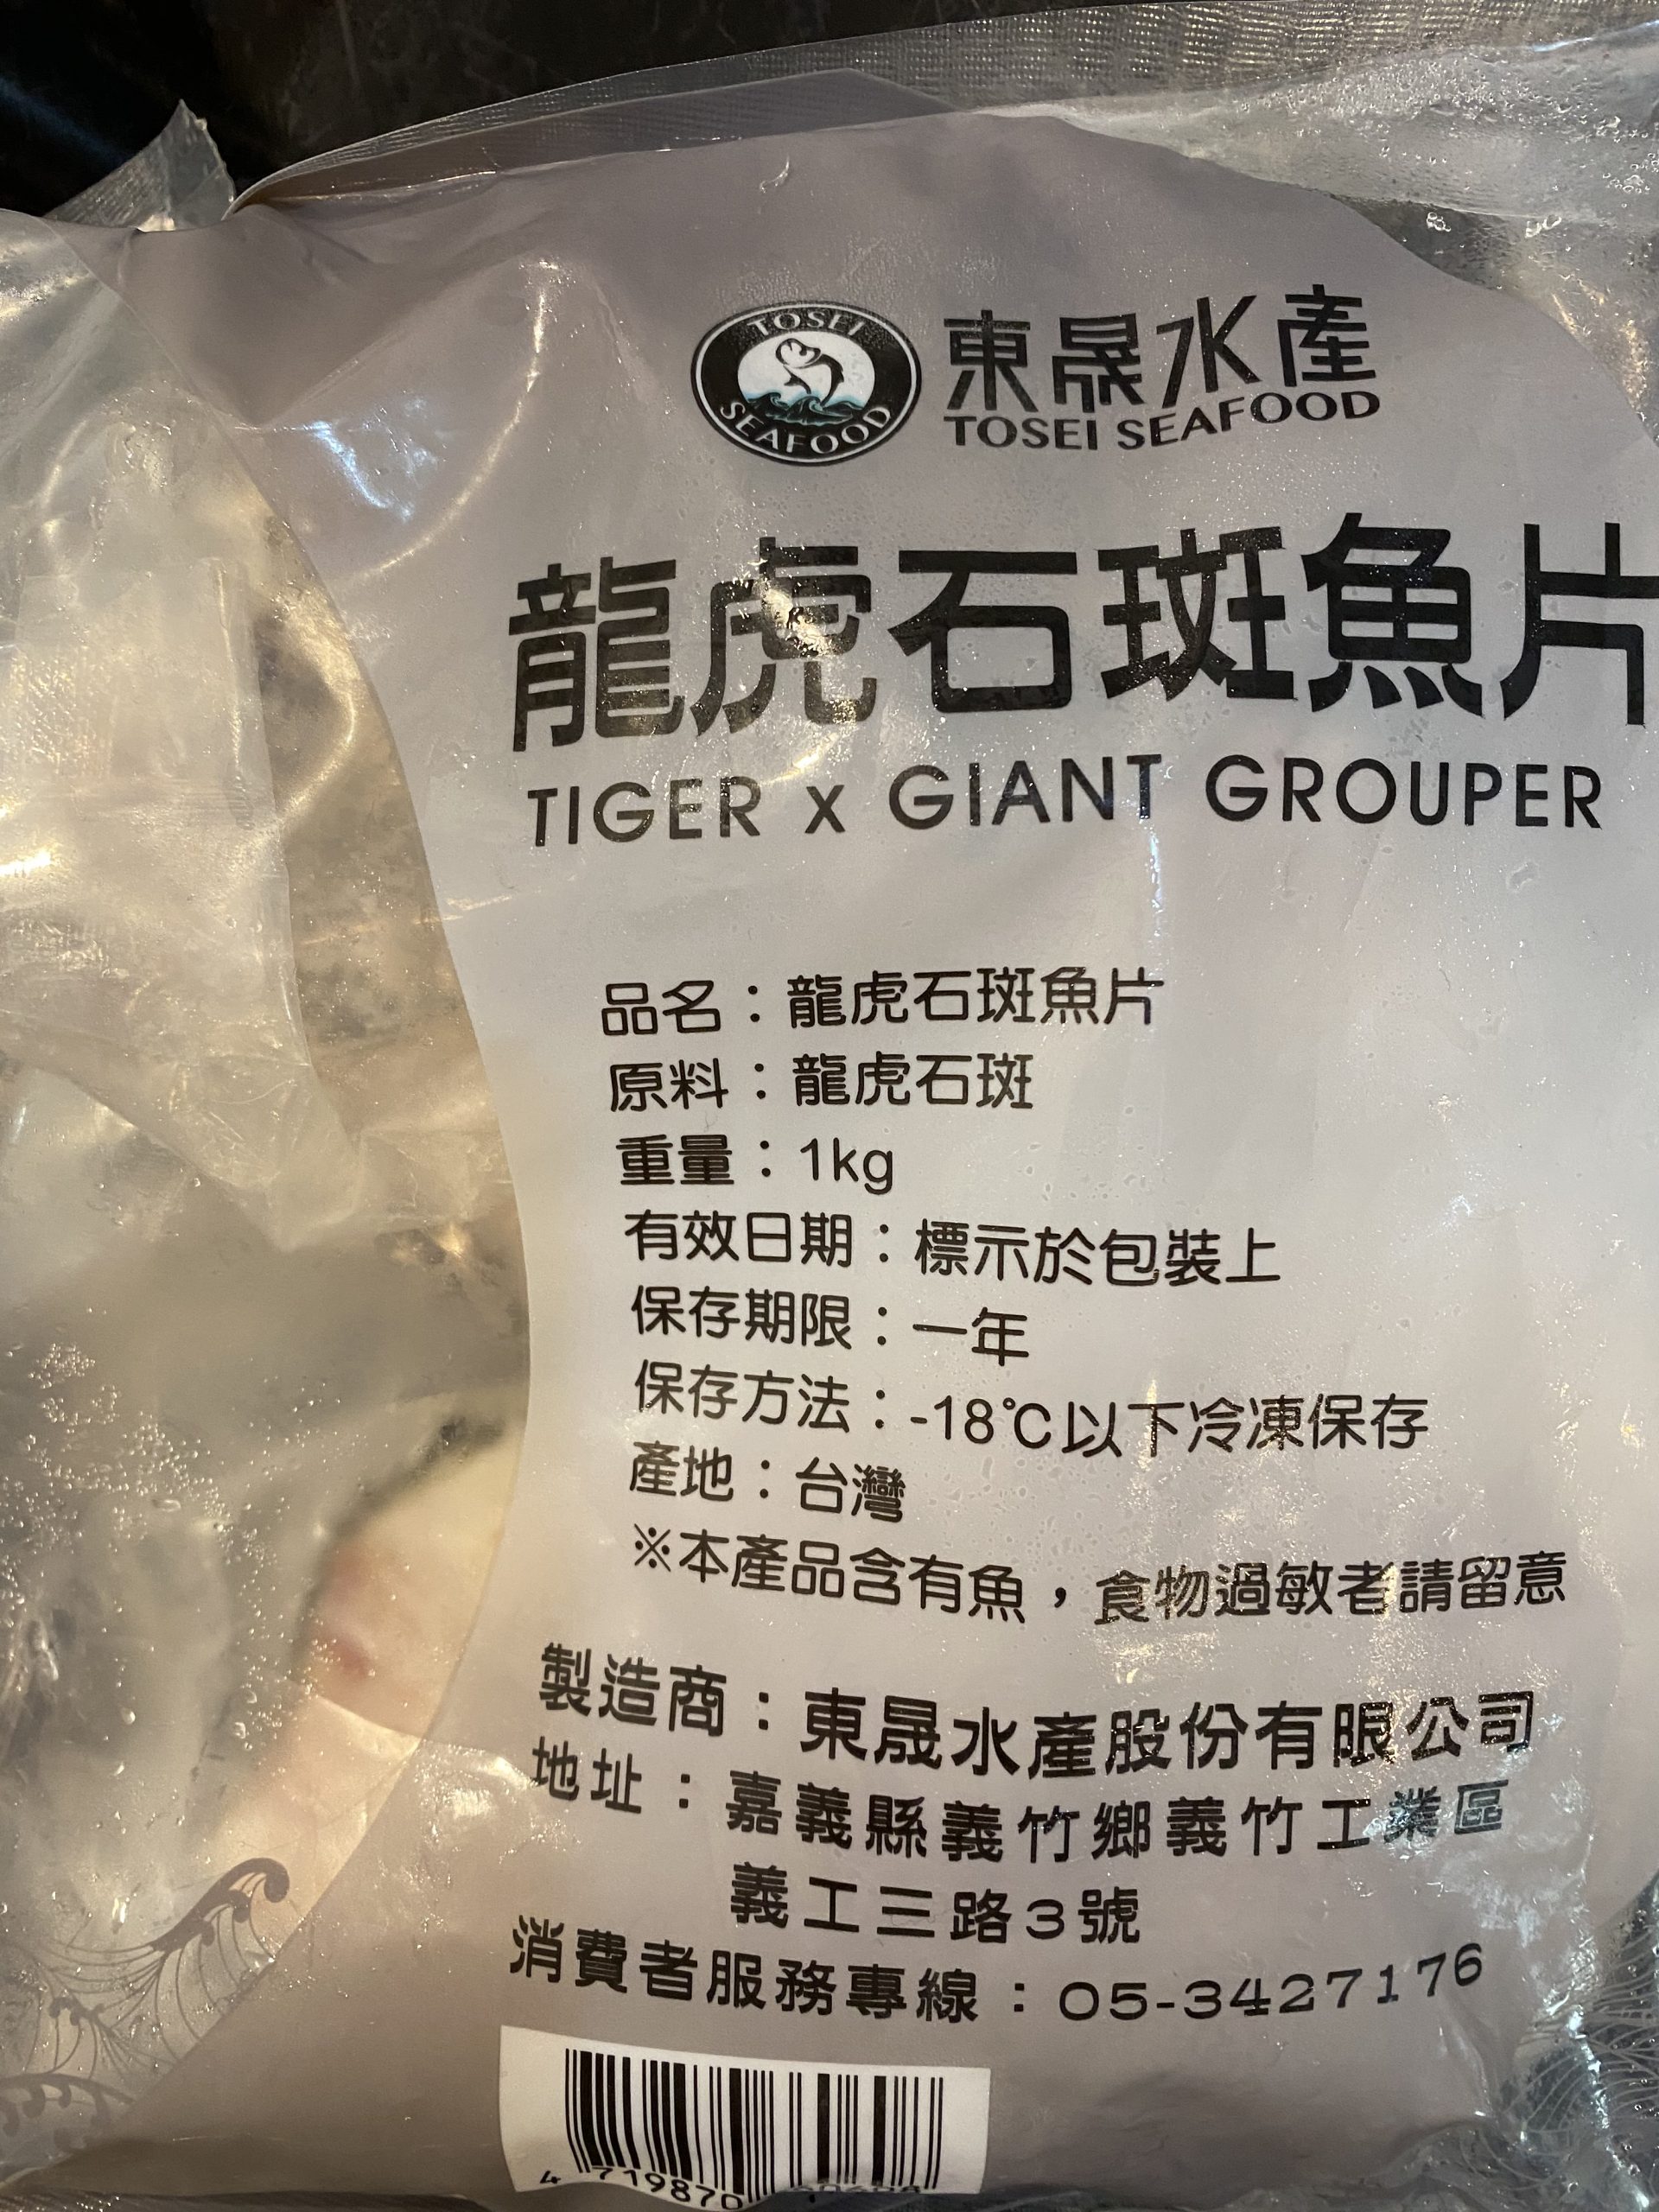 TOSEI
SEAFOOD
東晟水產
TOSEI SEAFOOD
龍虎石斑魚片
TIGER x GIANT GROUPER
品名：龍虎石斑魚片
原料：龍虎石斑
重量：1kg
有效日期：標示於包裝上
保存期限：一年
保存方法：-18℃以下冷凍保存
產地：台灣
※本產品含有魚，食物過敏者請留意
製造商：東晟水產股份有限公司
地址：嘉義縣義竹鄉義竹工業區
義工三路3號
消費者服務專線：05-3427176
4 719870